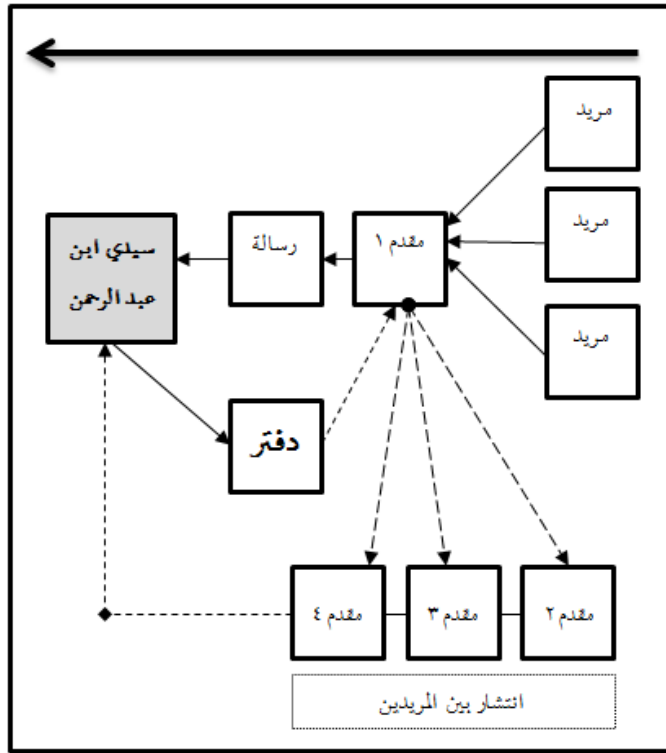 مريد
مريد
مريد
مقدم ١
رسالة
سيدي ابن
عبد الرحمن
دفتر
مقدم ٢
مقدم ٣
مقدم ٤
انتشار بين المريدين